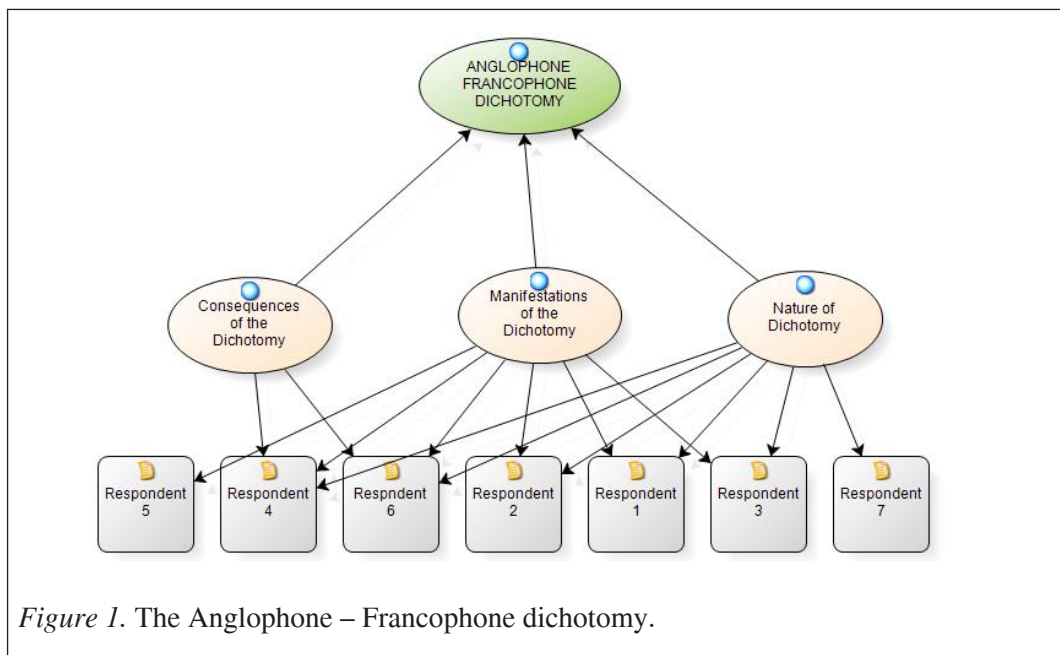 ANGLOPHONE
FRANCOPHONE
DICHOTOMY
Consequences
of the
Dichotomy
Manifestations
of the
Dichotomy
Nature of
Dichotomy
Respondent
5
Respondent
4
Respondent
6
Respondent
2
Respondent
1
Respondent
3
Respondent
7
Figure 1. The Anglophone – Francophone dichotomy.